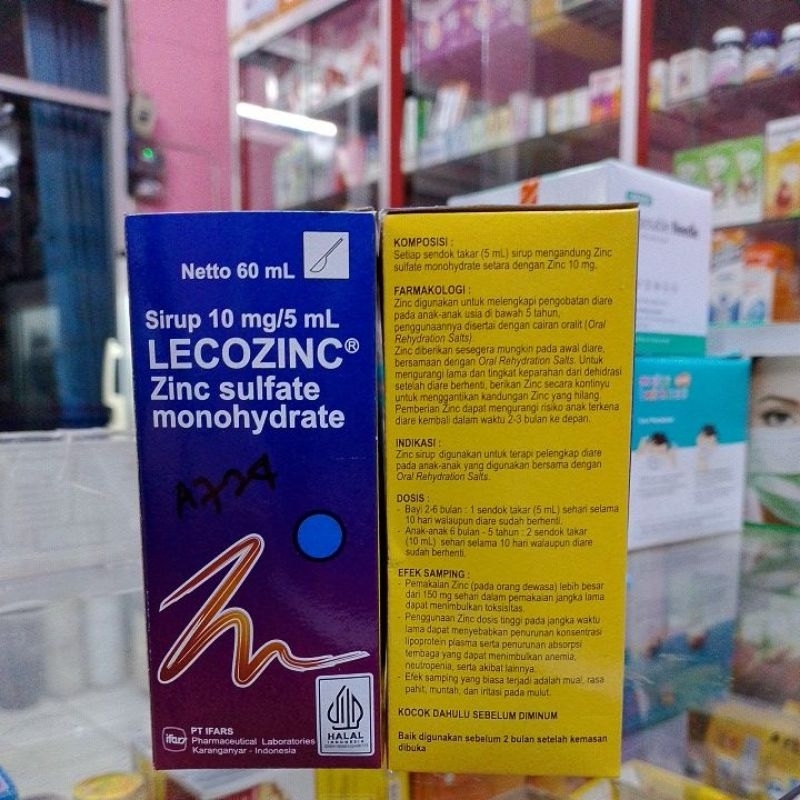 Netto 60 mL
Sirup 10 mg/5 mL
LECOZINC®
Zinc sulfate
monohydrate
A724
ifars
PT IFARS
Pharmaceutical Laboratories
Karanganyar - Indonesia
HALAL
INDONESIA
KOMPOSISI :
Setiap sendok takar (5 mL) sirup mengandung Zinc
sulfate monohydrate setara dengan Zinc 10 mg.
FARMAKOLOGI :
Zinc digunakan untuk melengkapi pengobatan diare
pada anak-anak usia di bawah 5 tahun,
penggunaannya disertai dengan cairan oralit (Oral
Rehydration Salts).
Zinc diberikan sesegera mungkin pada awal diare,
bersamaan dengan Oral Rehydration Salts. Untuk
mengurangi lama dan tingkat keparahan dari dehidrasi
setelah diare berhenti, berikan Zinc secara kontinyu
untuk menggantikan kandungan Zinc yang hilang.
Pemberian Zinc dapat mengurangi risiko anak terkena
diare kembali dalam waktu 2-3 bulan ke depan.
INDIKASI :
Zinc sirup digunakan untuk terapi pelengkap diare
pada anak-anak yang digunakan bersama dengan
Oral Rehydration Salts.
DOSIS :
- Bayi 2-6 bulan : 1 sendok takar (5 mL) sehari selama
10 hari walaupun diare sudah berhenti.
- Anak-anak 6 bulan - 5 tahun : 2 sendok takar
(10 mL) sehari selama 10 hari walaupun diare
sudah berhenti.
EFEK SAMPING :
- Pemakaian Zinc (pada orang dewasa) lebih besar
dari 150 mg sehari dalam pemakaian jangka lama
dapat menimbulkan toksisitas.
- Penggunaan Zinc dosis tinggi pada jangka waktu
lama dapat menyebabkan penurunan konsentrasi
lipoprotein plasma serta penurunan absorpsi
tembaga yang dapat menimbulkan anemia,
neutropenia, serta akibat lainnya.
- Efek samping yang biasa terjadi adalah mual, rasa
pahit, muntah, dan iritasi pada mulut.
KOCOK DAHULU SEBELUM DIMINUM
Baik digunakan sebelum 2 bulan setelah kemasan
dibuka
Needle